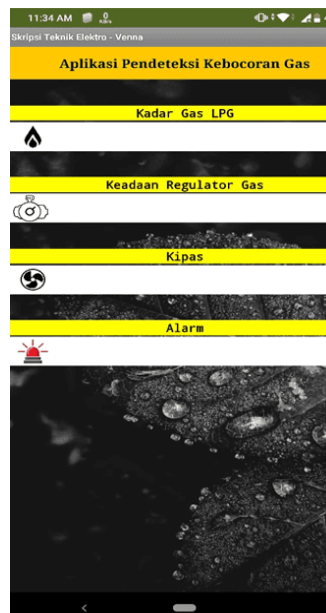 11:34 AM
Skripsi Teknik Elektro - Venna
Aplikasi Pendeteksi Kebocoran Gas
Kadar Gas LPG
Keadaan Regulator Gas
Kipas
Alarm